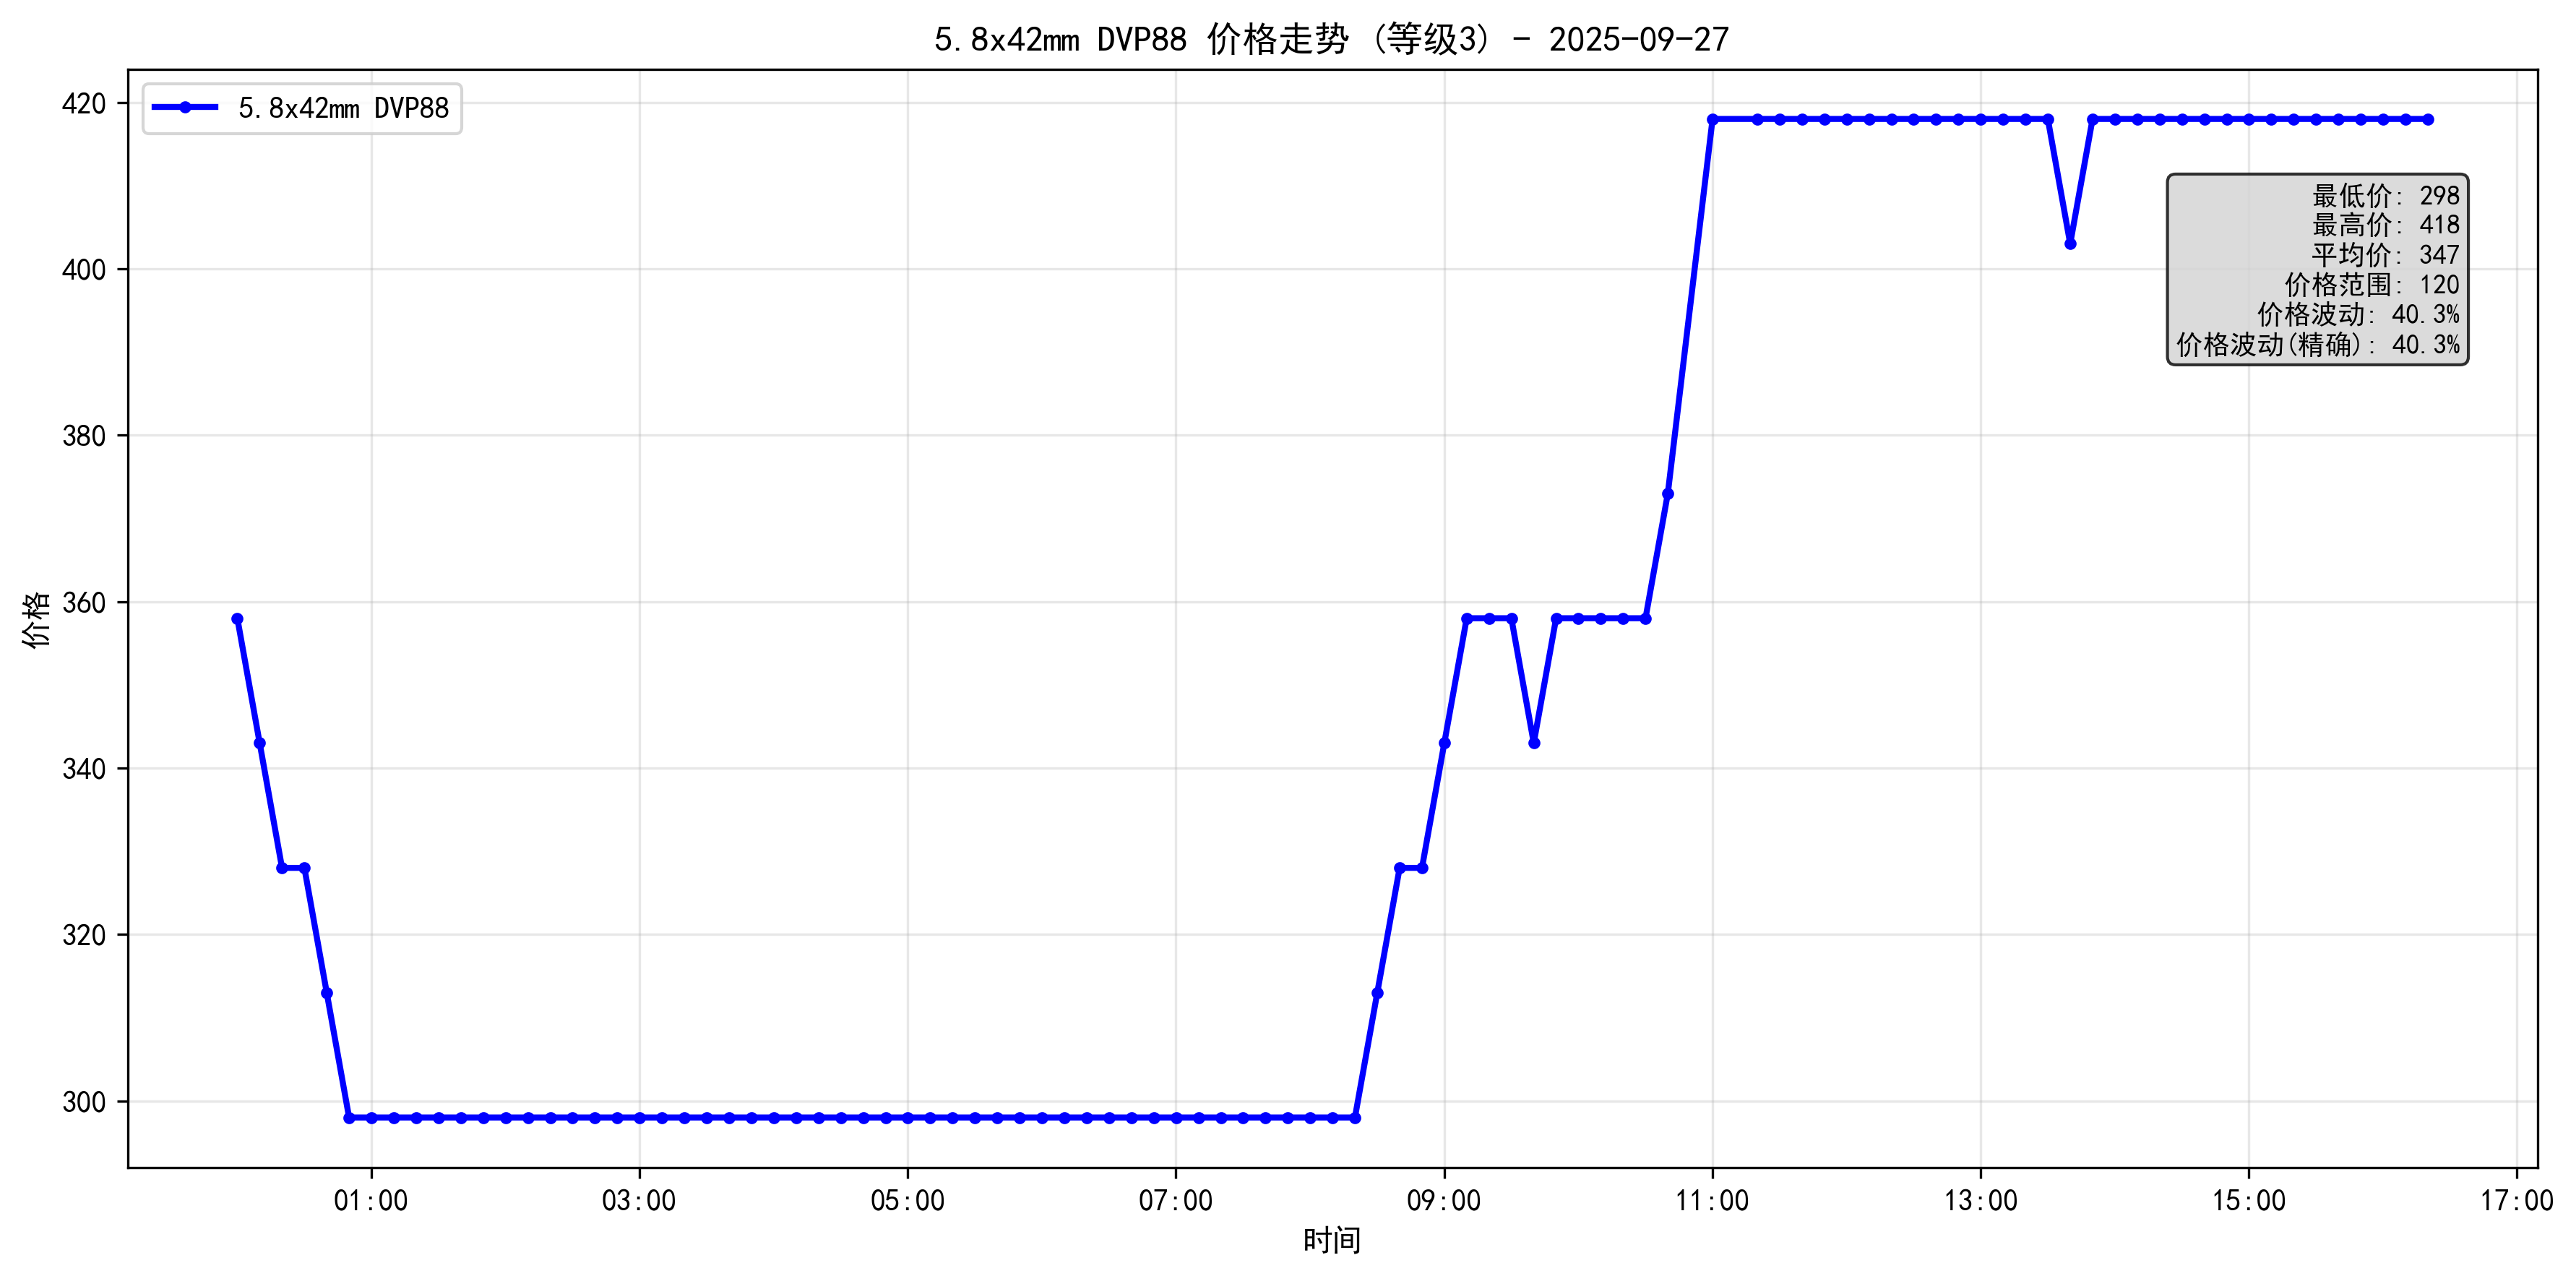 5.8x42mm DVP88 价格走势 (等级3) - 2025-09-27
5.8x42mm DVP88
420
400
380
360
340
320
300
价格
最低价: 298
最高价: 418
平均价: 347
价格范围: 120
价格波动: 40.3%
价格波动(精确): 40.3%
01:00 03:00 05:00 07:00 09:00 11:00 13:00 15:00 17:00
时间